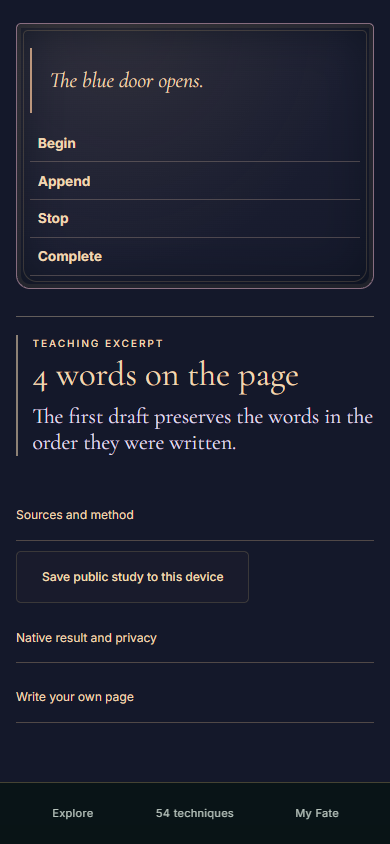 The blue door opens.
Begin
Append
Stop
Complete
TEACHING EXCERPT
4 words on the page
The first draft preserves the words in the
order they were written.
Sources and method
Save public study to this device
Native result and privacy
Write your own page
Explore
54 techniques
My Fate